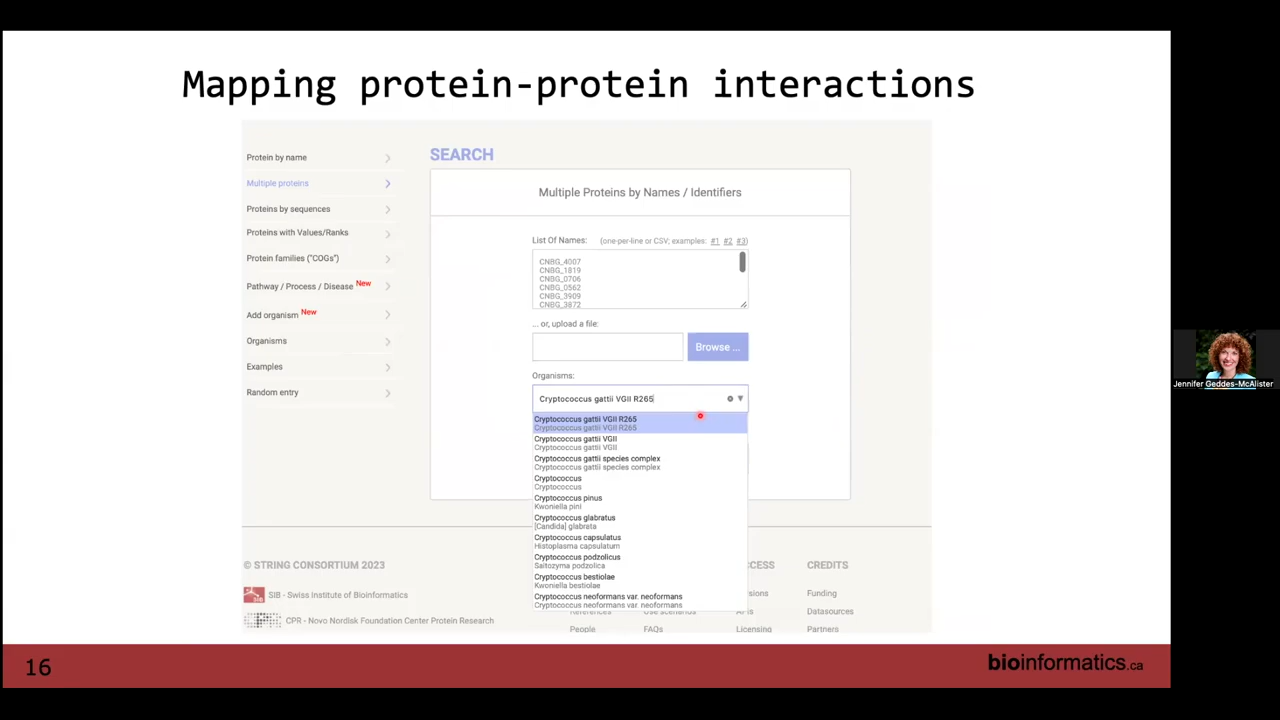 Mapping protein-protein interactions
Protein by name
Multiple proteins
Proteins by sequences
Proteins with Values/Ranks
Protein families ("COGs")
Pathway / Process / Disease New
Add organism New
Organisms
Examples
Random entry
SEARCH
Multiple Proteins by Names / Identifiers
List Of Names: (one-per-line or CSV; examples: #1 #2 #3)
CNBG_4007
CNBG_1819
CNBG_0706
CNBG_0562
CNBG_3909
CNBG_3872
... or, upload a file:
Browse ...
Organisms:
Cryptococcus gattii VGII R265
Cryptococcus gattii VGII R265
Cryptococcus gattii VGII R265
Cryptococcus gattii VGII
Cryptococcus gattii VGII
Cryptococcus gattii species complex
Cryptococcus gattii species complex
Cryptococcus
Cryptococcus
Cryptococcus pinus
Kwoniella pini
Cryptococcus glabratus
[Candida] glabrata
Cryptococcus capsulatus
Histoplasma capsulatum
Cryptococcus podzolicus
Saitozyma podzolica
Cryptococcus bestiolae
Kwoniella bestiolae
Cryptococcus neoformans var. neoformans
Cryptococcus neoformans var. neoformans
© STRING CONSORTIUM 2023
SIB - Swiss Institute of Bioinformatics
CPR - Novo Nordisk Foundation Center Protein Research
People
FAQs
Licensing
CREDITS
Funding
Datasources
Partners
16
bioinformatics.ca
Jennifer Geddes-McAlister